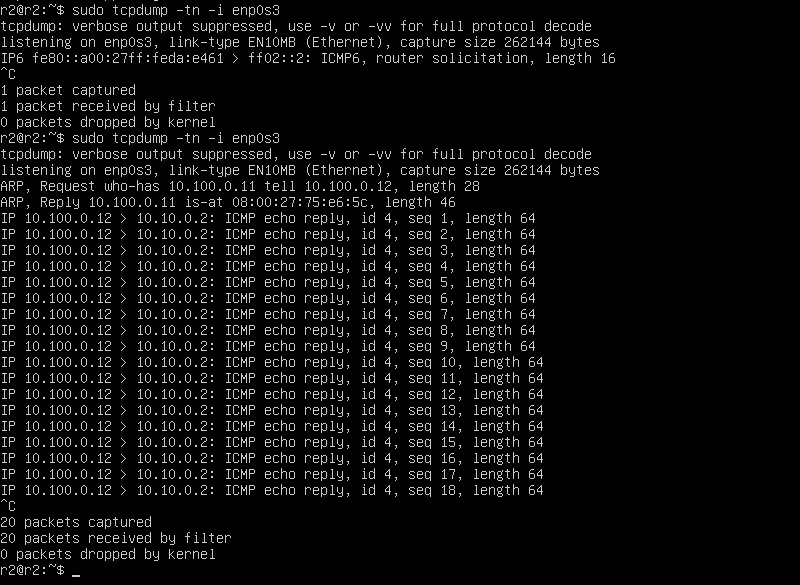 r2@r2:~$ sudo tcpdump -tn -i enp0s3
tcpdump: verbose output suppressed, use -v or -vv for full protocol decode
listening on enp0s3, link-type EN10MB (Ethernet), capture size 262144 bytes
IP6 fe80::a00:27ff:feda:e461 > ff02::2: ICMP6, router solicitation, length 16
^C
1 packet captured
1 packet received by filter
0 packets dropped by kernel
r2@r2:~$ sudo tcpdump -tn -i enp0s3
tcpdump: verbose output suppressed, use -v or -vv for full protocol decode
listening on enp0s3, link-type EN10MB (Ethernet), capture size 262144 bytes
ARP, Request who-has 10.100.0.11 tell 10.100.0.12, length 28
ARP, Reply 10.100.0.11 is-at 08:00:27:75:e6:5c, length 46
IP 10.100.0.12 > 10.10.0.2: ICMP echo reply, id 4, seq 1, length 64
IP 10.100.0.12 > 10.10.0.2: ICMP echo reply, id 4, seq 2, length 64
IP 10.100.0.12 > 10.10.0.2: ICMP echo reply, id 4, seq 3, length 64
IP 10.100.0.12 > 10.10.0.2: ICMP echo reply, id 4, seq 4, length 64
IP 10.100.0.12 > 10.10.0.2: ICMP echo reply, id 4, seq 5, length 64
IP 10.100.0.12 > 10.10.0.2: ICMP echo reply, id 4, seq 6, length 64
IP 10.100.0.12 > 10.10.0.2: ICMP echo reply, id 4, seq 7, length 64
IP 10.100.0.12 > 10.10.0.2: ICMP echo reply, id 4, seq 8, length 64
IP 10.100.0.12 > 10.10.0.2: ICMP echo reply, id 4, seq 9, length 64
IP 10.100.0.12 > 10.10.0.2: ICMP echo reply, id 4, seq 10, length 64
IP 10.100.0.12 > 10.10.0.2: ICMP echo reply, id 4, seq 11, length 64
IP 10.100.0.12 > 10.10.0.2: ICMP echo reply, id 4, seq 12, length 64
IP 10.100.0.12 > 10.10.0.2: ICMP echo reply, id 4, seq 13, length 64
IP 10.100.0.12 > 10.10.0.2: ICMP echo reply, id 4, seq 14, length 64
IP 10.100.0.12 > 10.10.0.2: ICMP echo reply, id 4, seq 15, length 64
IP 10.100.0.12 > 10.10.0.2: ICMP echo reply, id 4, seq 16, length 64
IP 10.100.0.12 > 10.10.0.2: ICMP echo reply, id 4, seq 17, length 64
IP 10.100.0.12 > 10.10.0.2: ICMP echo reply, id 4, seq 18, length 64
^C
20 packets captured
20 packets received by filter
0 packets dropped by kernel
r2@r2:~$ _